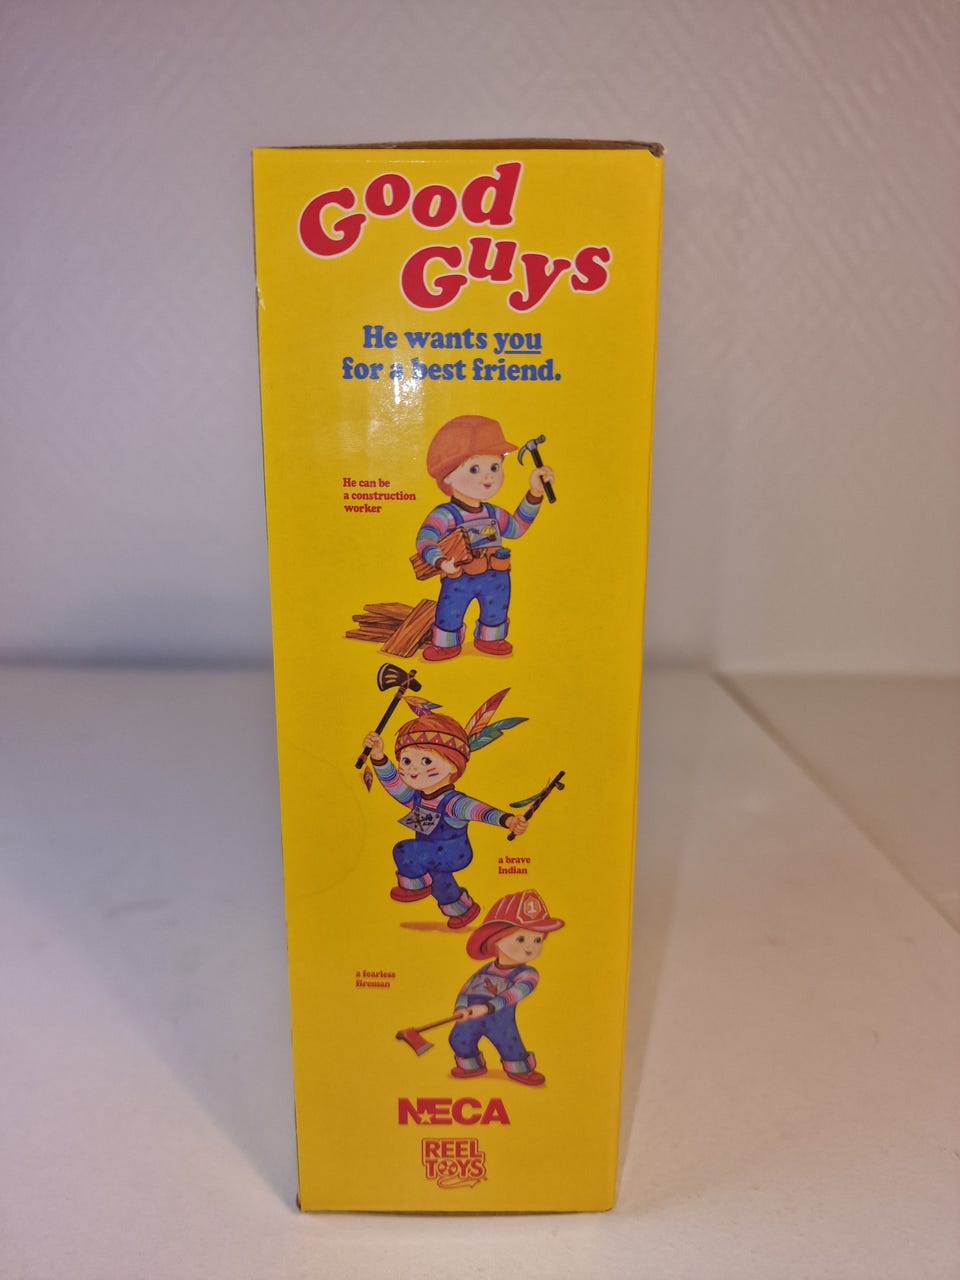 Good
Guys
He wants you
for a best friend.
He can be
a construction
worker
a brave
Indian
1
a fearless
fireman
NECA
REEL
TOYS